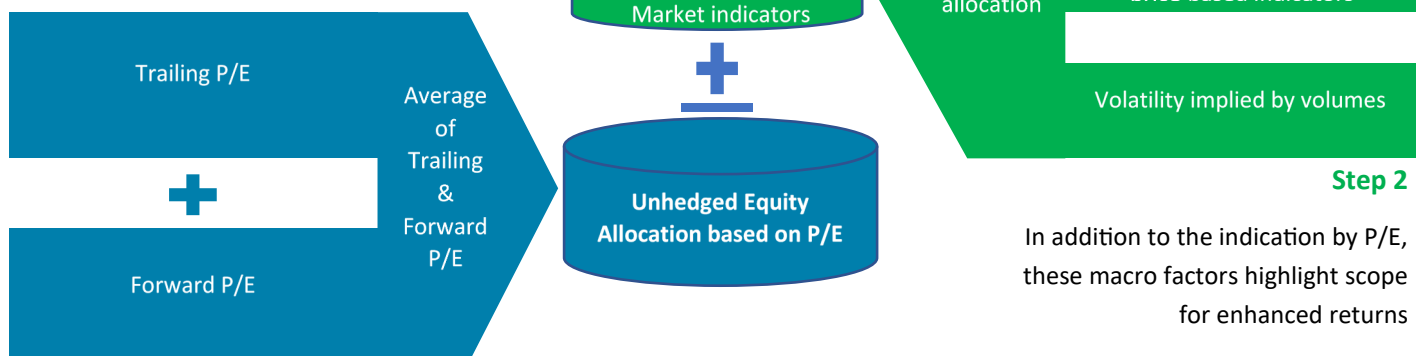 Market indicators
allocation
Trailing P/E
Average
of
Trailing
&
Forward
P/E
Forward P/E
Unhedged Equity
Allocation based on P/E
Volatility implied by volumes
Step 2
In addition to the indication by P/E,
these macro factors highlight scope
for enhanced returns